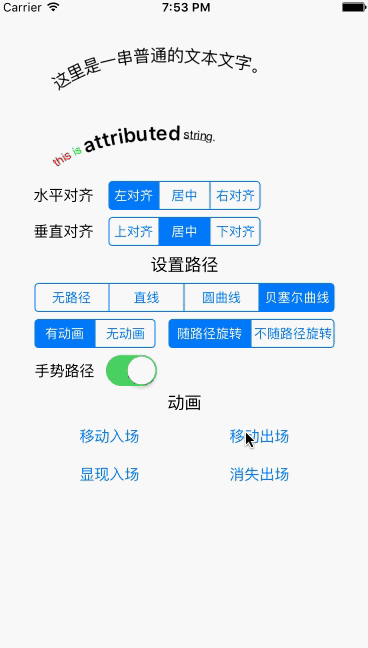 Carrier 7:53 PM
这里是一串普通的文本文字。
this is attributed string.
水平对齐 左对齐 居中 右对齐
垂直对齐 上对齐 居中 下对齐
设置路径
无路径 直线 圆曲线 贝塞尔曲线
有动画 无动画 随路径旋转 不随路径旋转
手势路径
动画
移动入场 移动出场
显现入场 消失出场